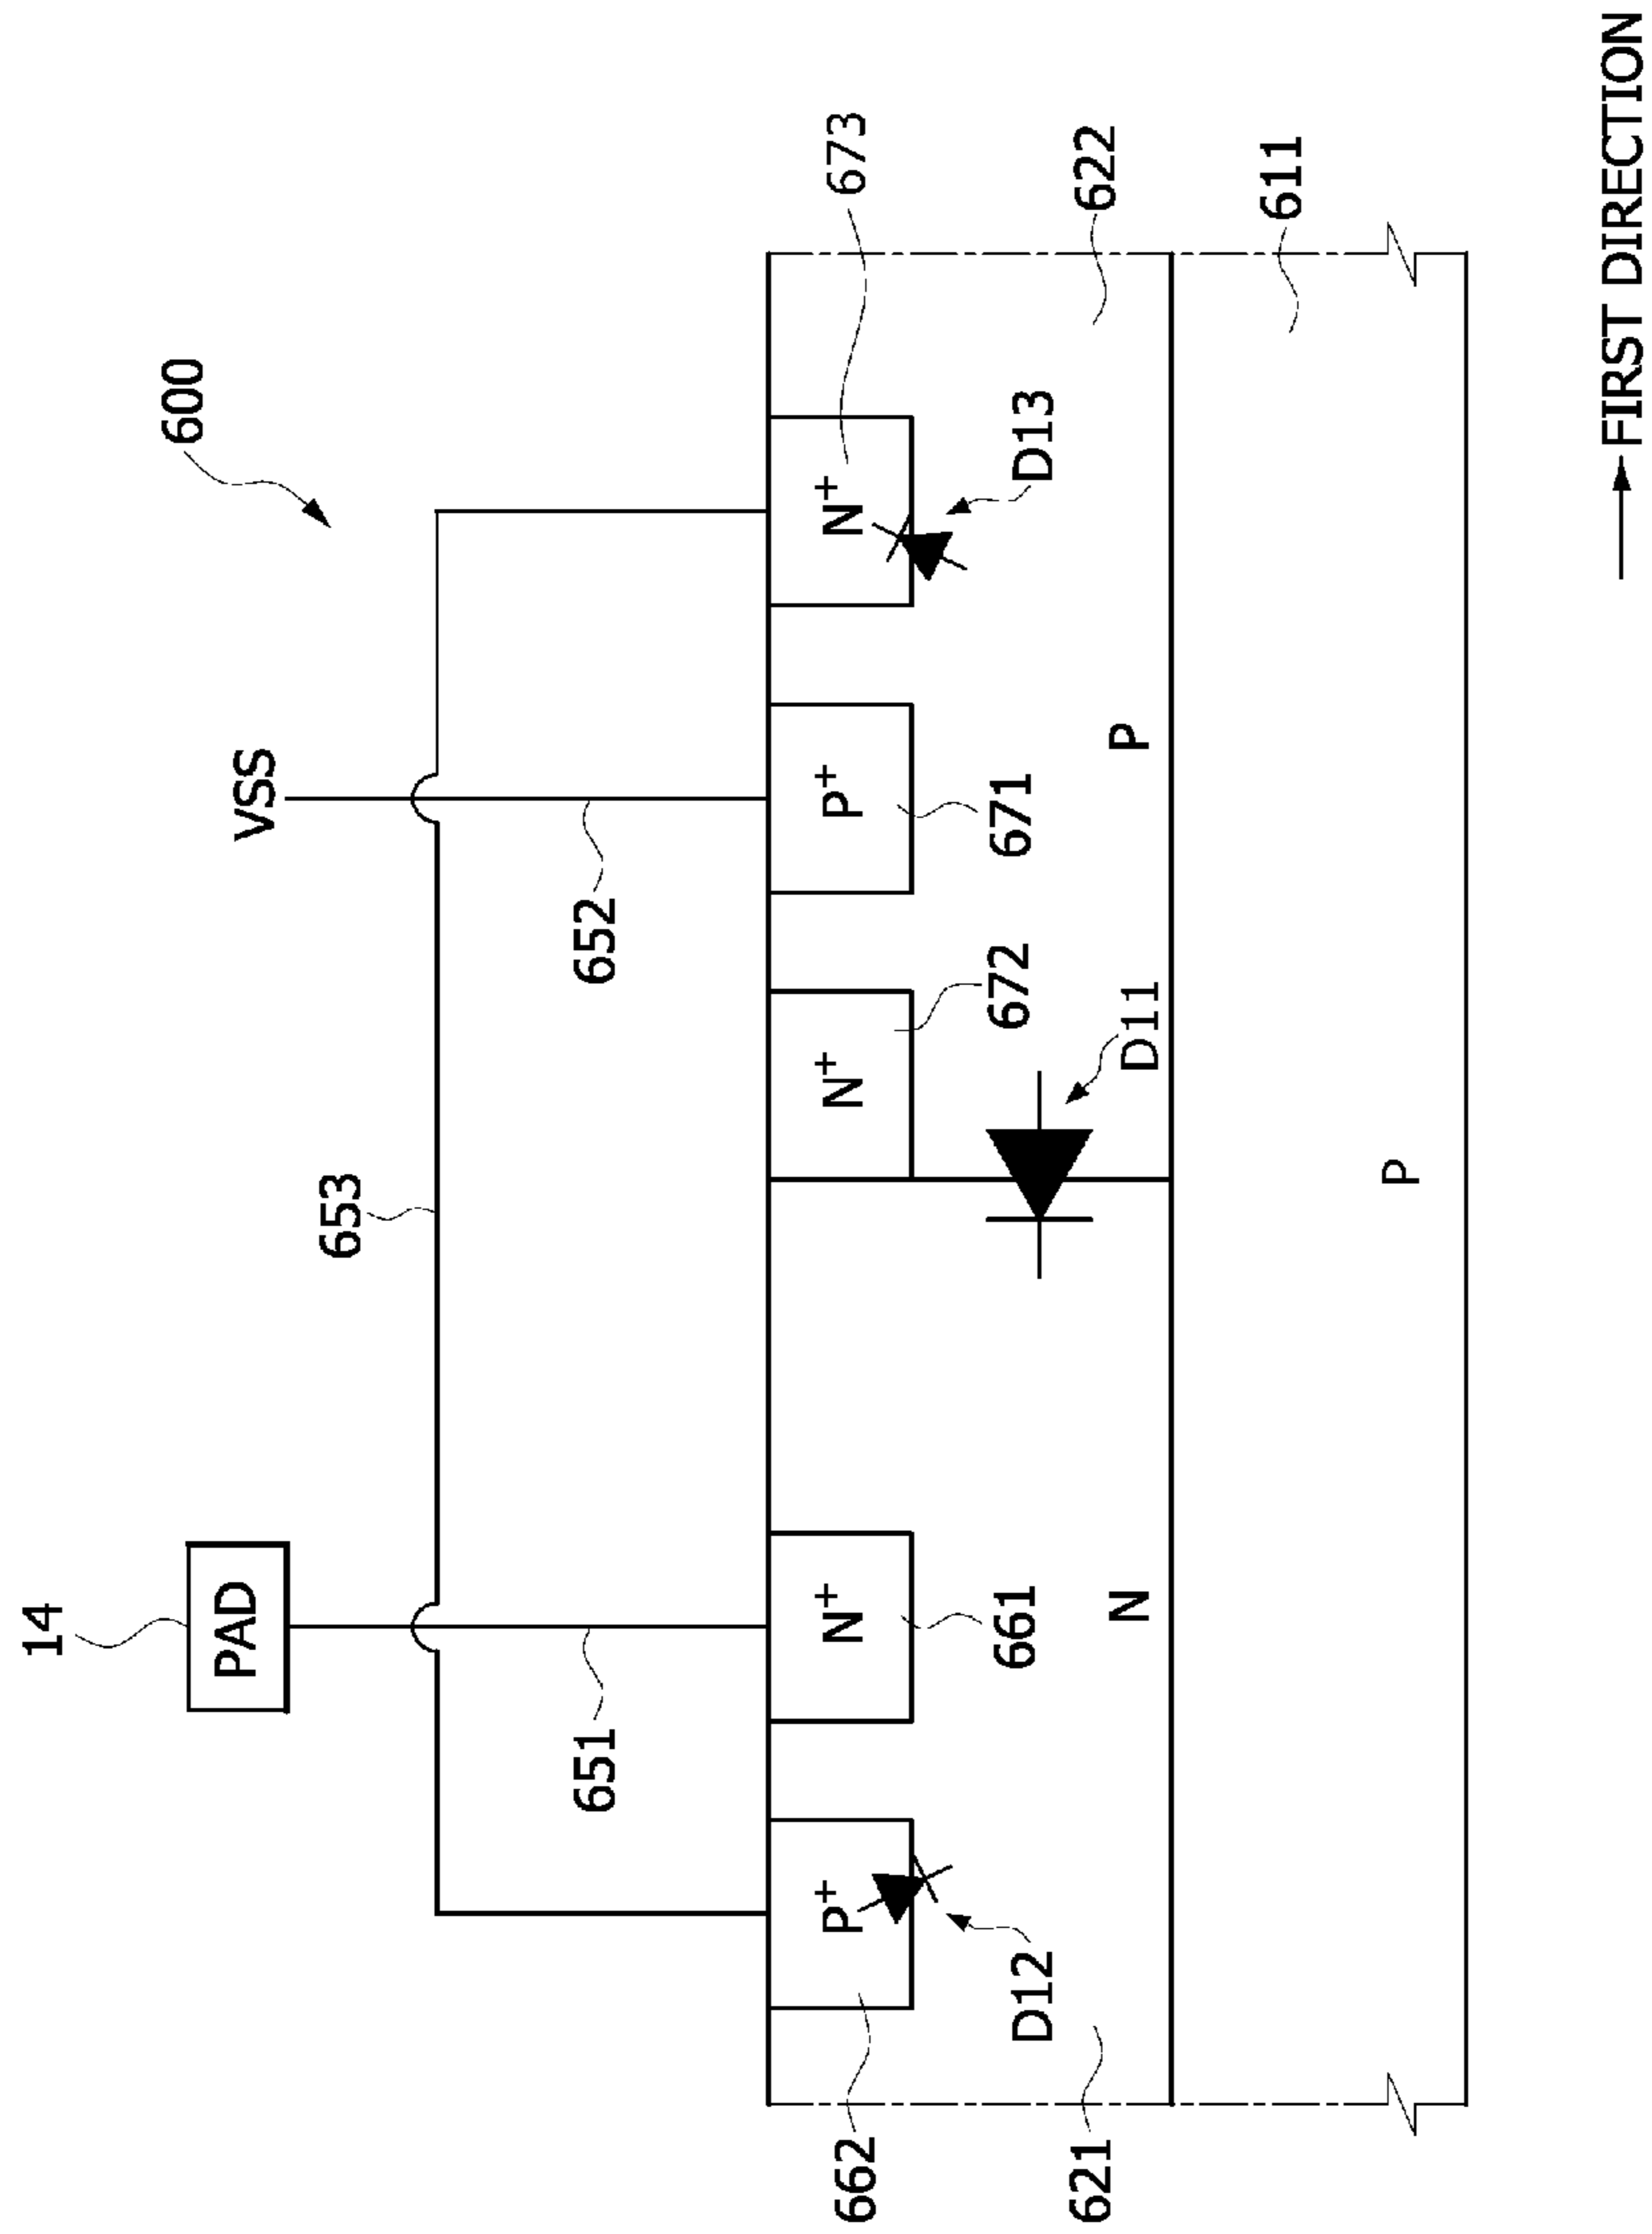 600
14
PAD
VSS
653
651
652
P+
N+
N+
P+
N+
673
662
D12
661
672
671
D13
621
N
D11
P
622
P
611
FIRST DIRECTION